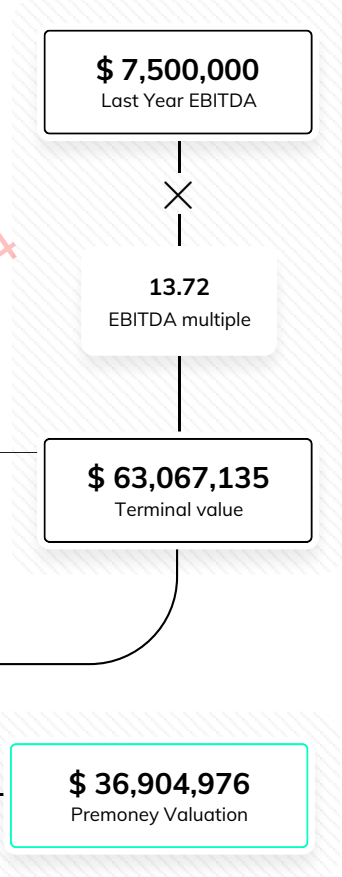 $ 7,500,000
Last Year EBITDA
13.72
EBITDA multiple
$ 63,067,135
Terminal value
$ 36,904,976
Premoney Valuation